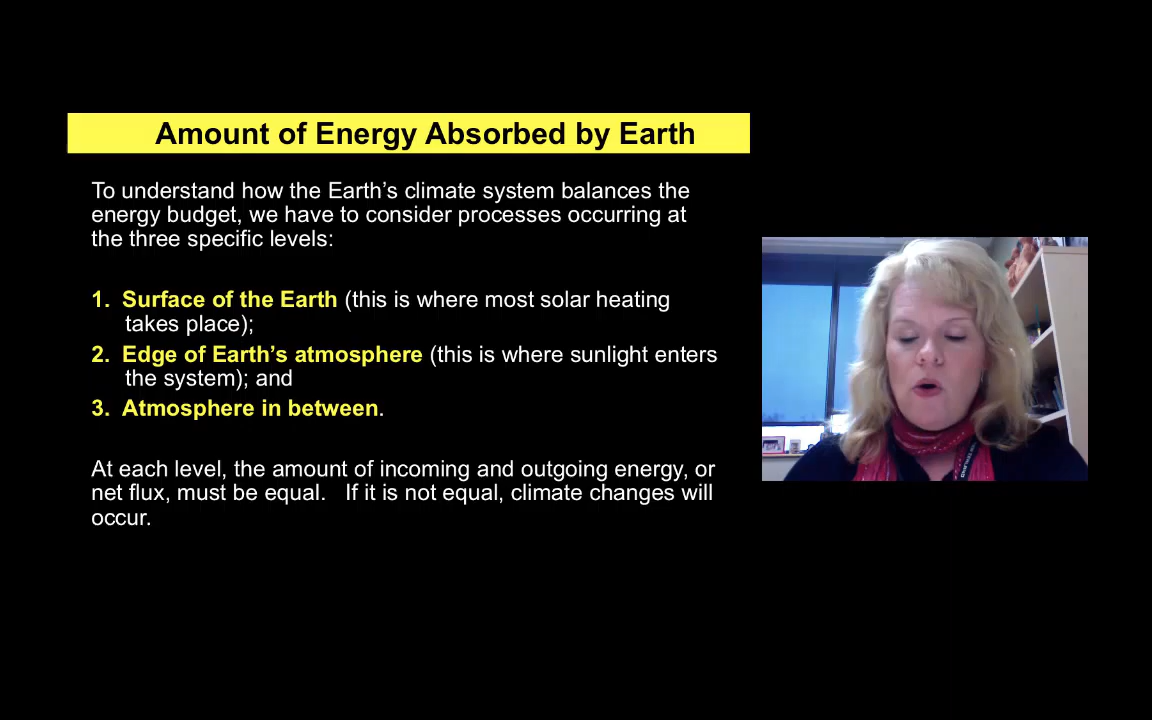 Amount of Energy Absorbed by Earth
To understand how the Earth's climate system balances the
energy budget, we have to consider processes occurring at
the three specific levels:
1. Surface of the Earth (this is where most solar heating
takes place);
2. Edge of Earth's atmosphere (this is where sunlight enters
the system); and
3. Atmosphere in between.
At each level, the amount of incoming and outgoing energy, or
net flux, must be equal. If it is not equal, climate changes will
occur.